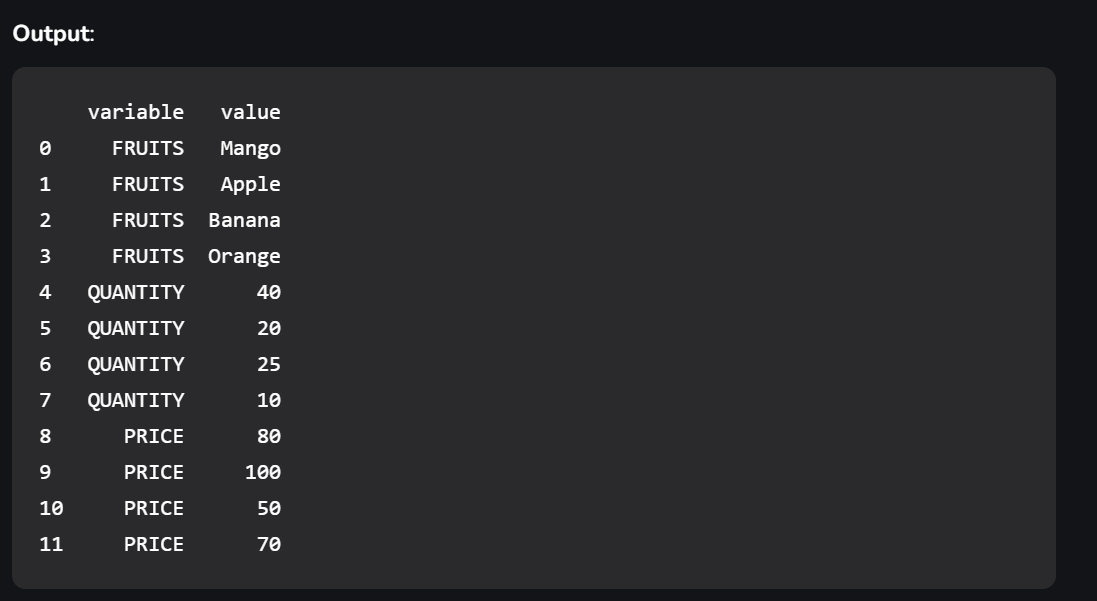 Output:
variable value
0 FRUITS Mango
1 FRUITS Apple
2 FRUITS Banana
3 FRUITS Orange
4 QUANTITY 40
5 QUANTITY 20
6 QUANTITY 25
7 QUANTITY 10
8 PRICE 80
9 PRICE 100
10 PRICE 50
11 PRICE 70